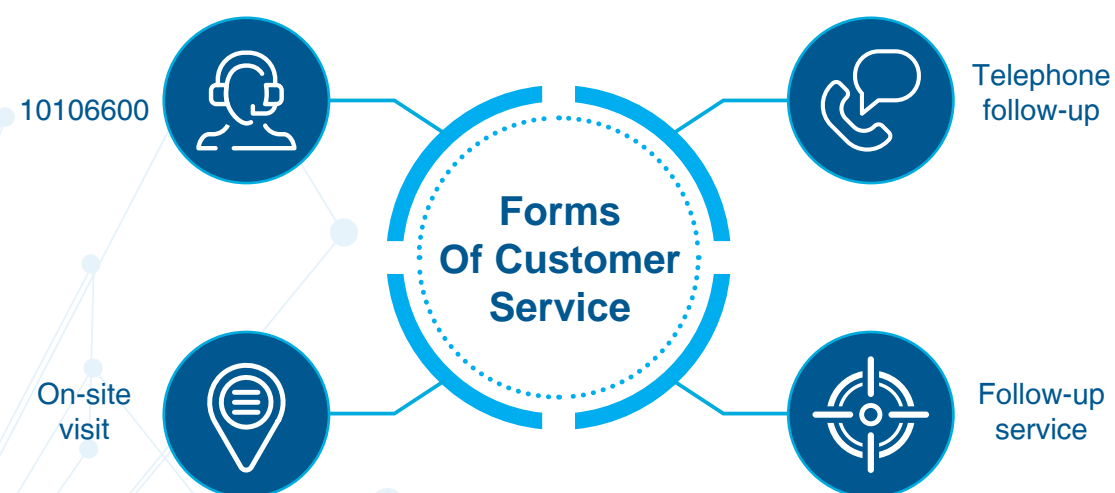 10106600
Telephone
follow-up
Forms
Of Customer
Service
On-site
visit
Follow-up
service